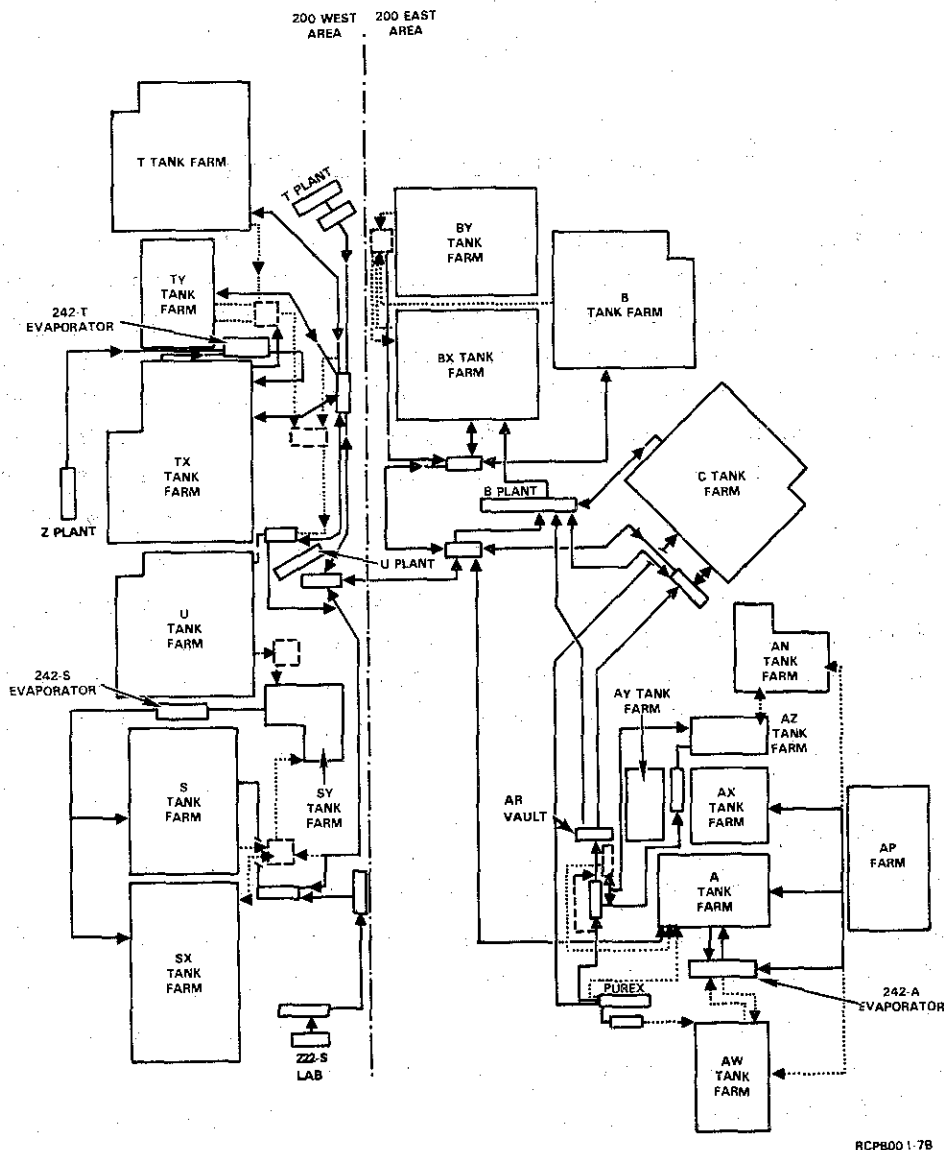 200 WEST
AREA
200 EAST
AREA
T TANK FARM
T PLANT
BY
TANK
FARM
B
TANK FARM
TY
TANK
FARM
242-T
EVAPORATOR
BX TANK
FARM
TX
TANK
FARM
Z PLANT
B PLANT
C TANK
FARM
U PLANT
U
TANK
FARM
AN
TANK
FARM
242-S
EVAPORATOR
AY TANK
FARM
AZ
TANK
FARM
S
TANK
FARM
SY
TANK
FARM
AX
TANK
FARM
AR
VAULT
AP
FARM
A
TANK
FARM
SX
TANK
FARM
PUREX
242-A
EVAPORATOR
222-S
LAB
AW
TANK
FARM
RCP8001-7B